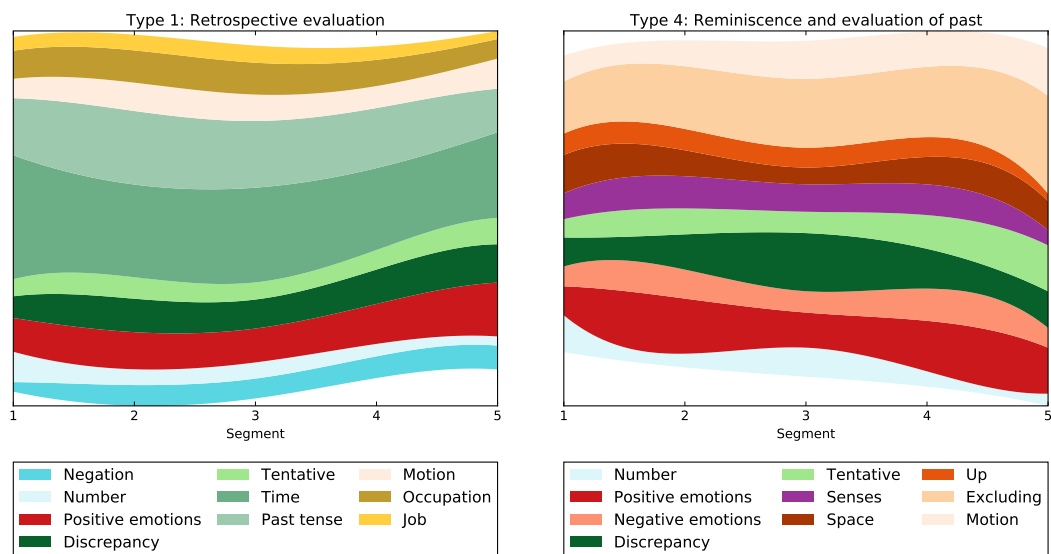 Type 1: Retrospective evaluation
1 2 3 4 5
Segment
Negation Tentative Motion
Number Time Occupation
Positive emotions Past tense Job
Discrepancy
Type 4: Reminiscence and evaluation of past
1 2 3 4 5
Segment
Number Tentative Up
Positive emotions Senses Excluding
Negative emotions Space Motion
Discrepancy